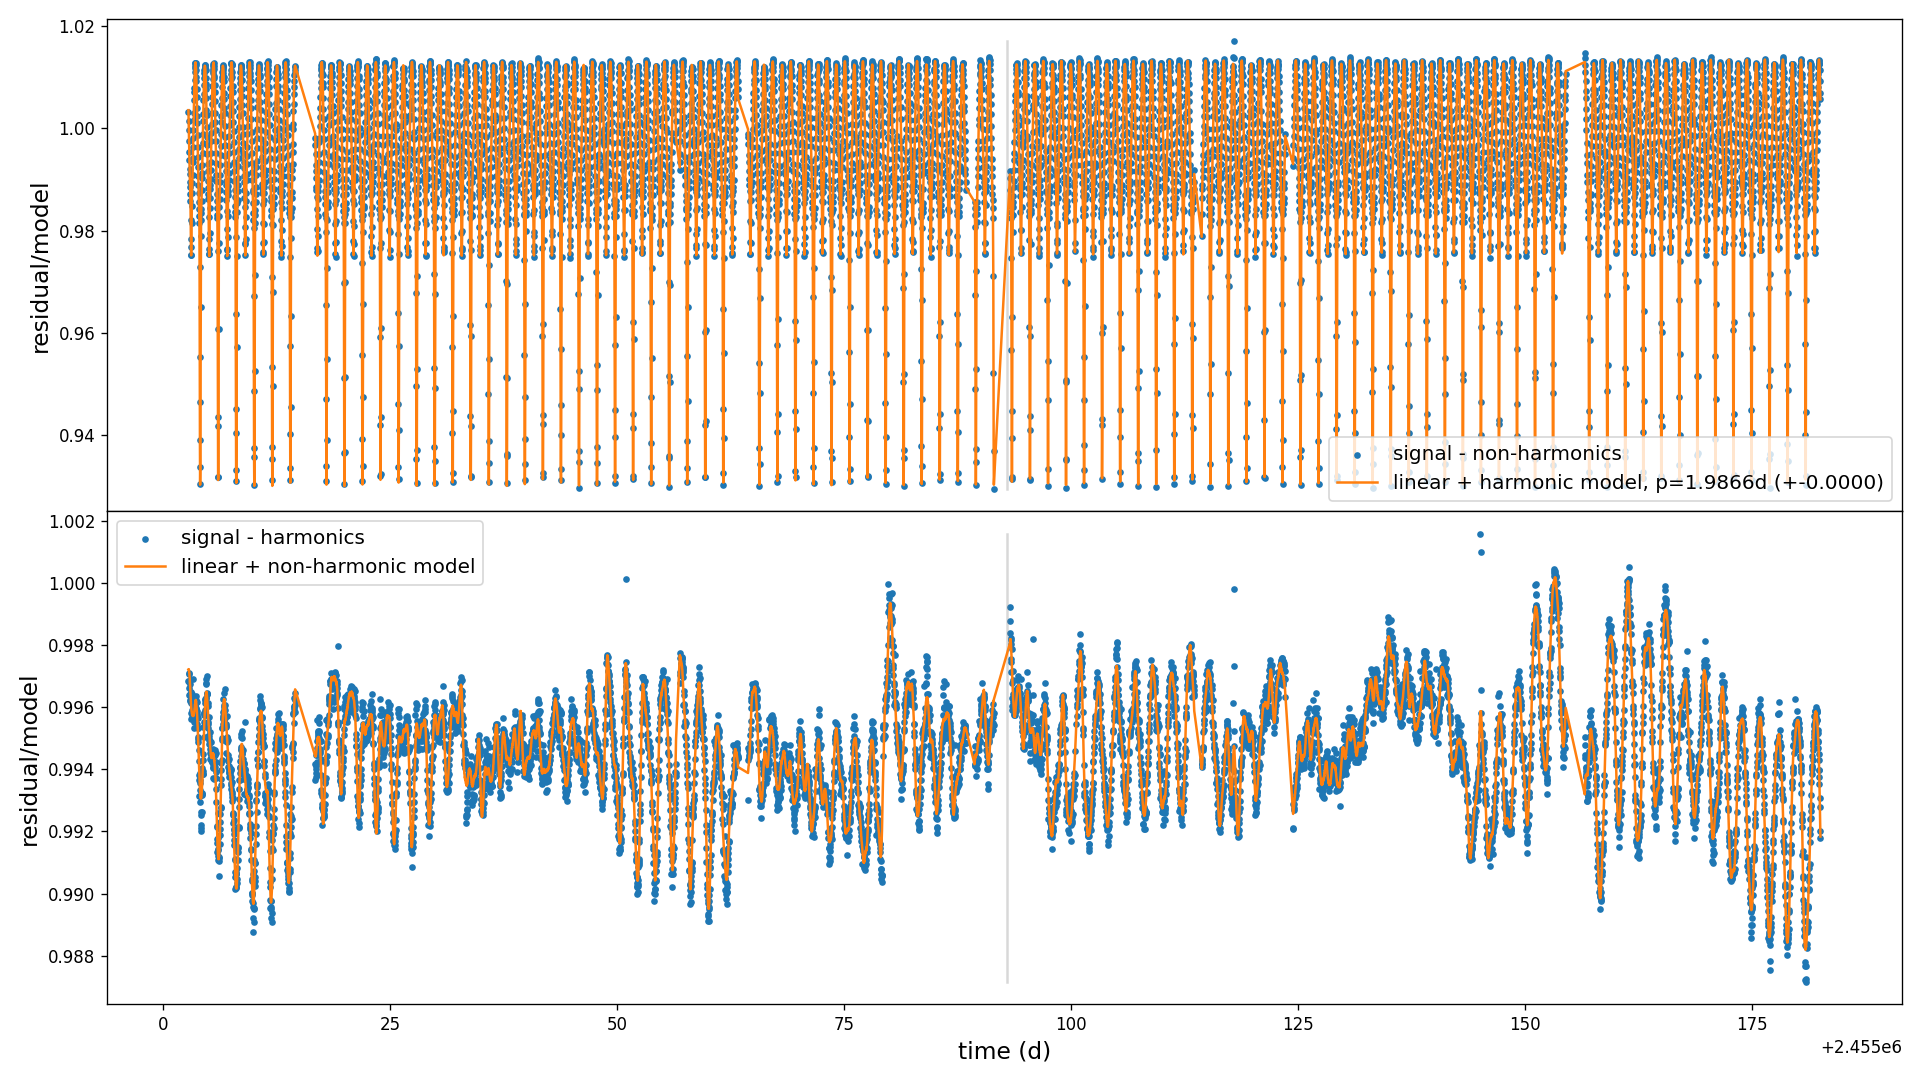 1.02
1.00
0.98
0.96
0.94
residual/model
signal - non-harmonics
linear + harmonic model, p=1.9866d (+-0.0000)
1.002
1.000
0.998
0.996
0.994
0.992
0.990
0.988
residual/model
signal - harmonics
linear + non-harmonic model
0 25 50 75 100 125 150 175
time (d)
+2.455e6